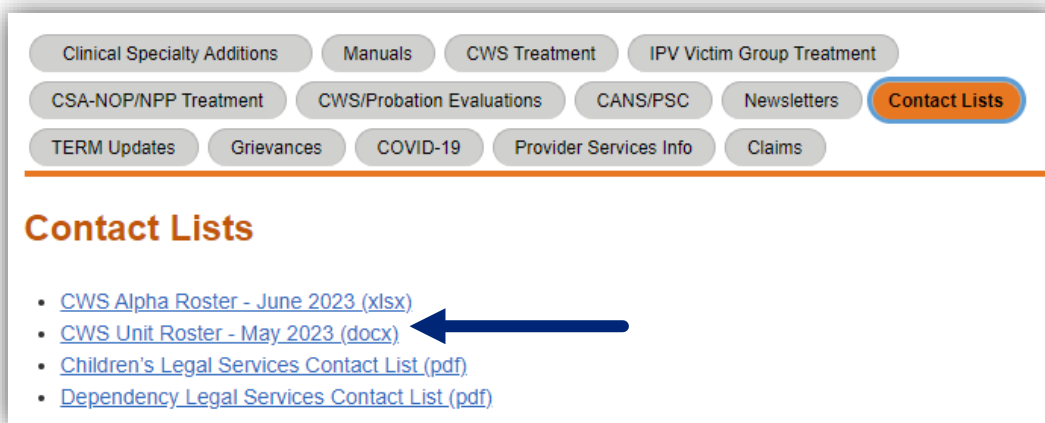 Clinical Specialty Additions Manuals CWS Treatment IPV Victim Group Treatment
CSA-NOP/NPP Treatment CWS/Probation Evaluations CANS/PSC Newsletters Contact Lists
TERM Updates Grievances COVID-19 Provider Services Info Claims
Contact Lists
CWS Alpha Roster - June 2023 (xlsx)
CWS Unit Roster - May 2023 (docx)
Children's Legal Services Contact List (pdf)
Dependency Legal Services Contact List (pdf)